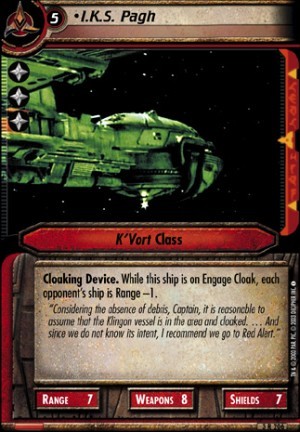 5 •I.K.S. Pagh
K'Vort Class
Cloaking Device. While this ship is on Engage Cloak, each
opponent's ship is Range –1.
"Considering the absence of debris, Captain, it is reasonable to
assume that the Klingon vessel is in the area and cloaked. . . . And
since we do not know its intent, I recommend we go to Red Alert."
RANGE 7 WEAPONS 8 SHIELDS 7